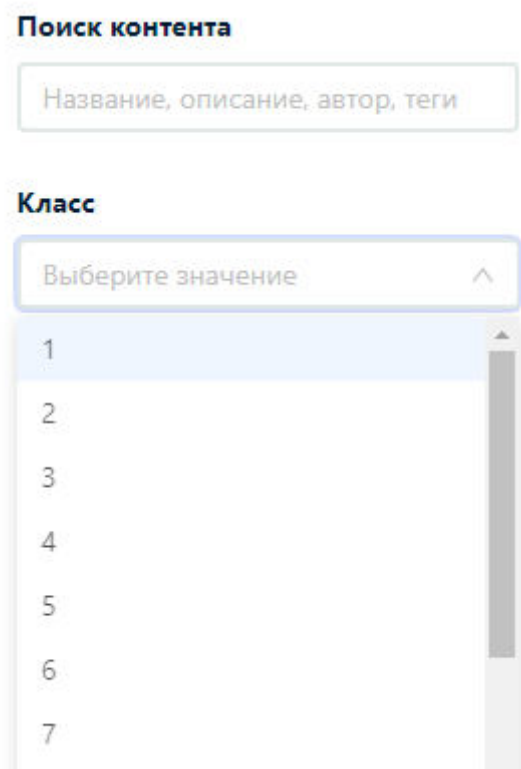 Поиск контента
Название, описание, автор, теги
Класс
Выберите значение
1
2
3
4
5
6
7